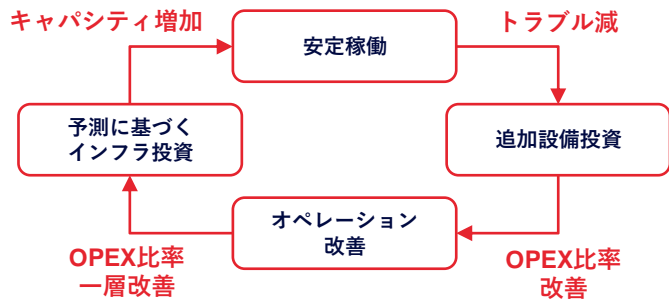 キャパシティ増加
安定稼働
トラブル減
予測に基づく
インフラ投資
追加設備投資
オペレーション
改善
OPEX比率
一層改善
OPEX比率
改善